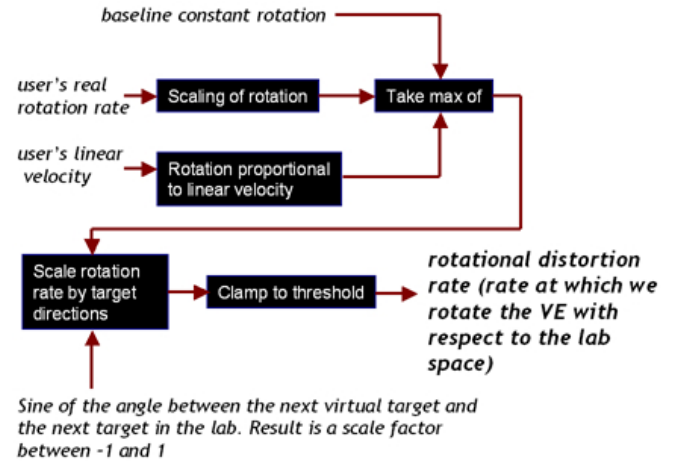 baseline constant rotation
user's real
rotation rate
Scaling of rotation
Take max of
user's linear
velocity
Rotation proportional
to linear velocity
Scale rotation
rate by target
directions
Clamp to threshold
rotational distortion
rate (rate at which we
rotate the VE with
respect to the lab
space)
Sine of the angle between the next virtual target and
the next target in the lab. Result is a scale factor
between -1 and 1